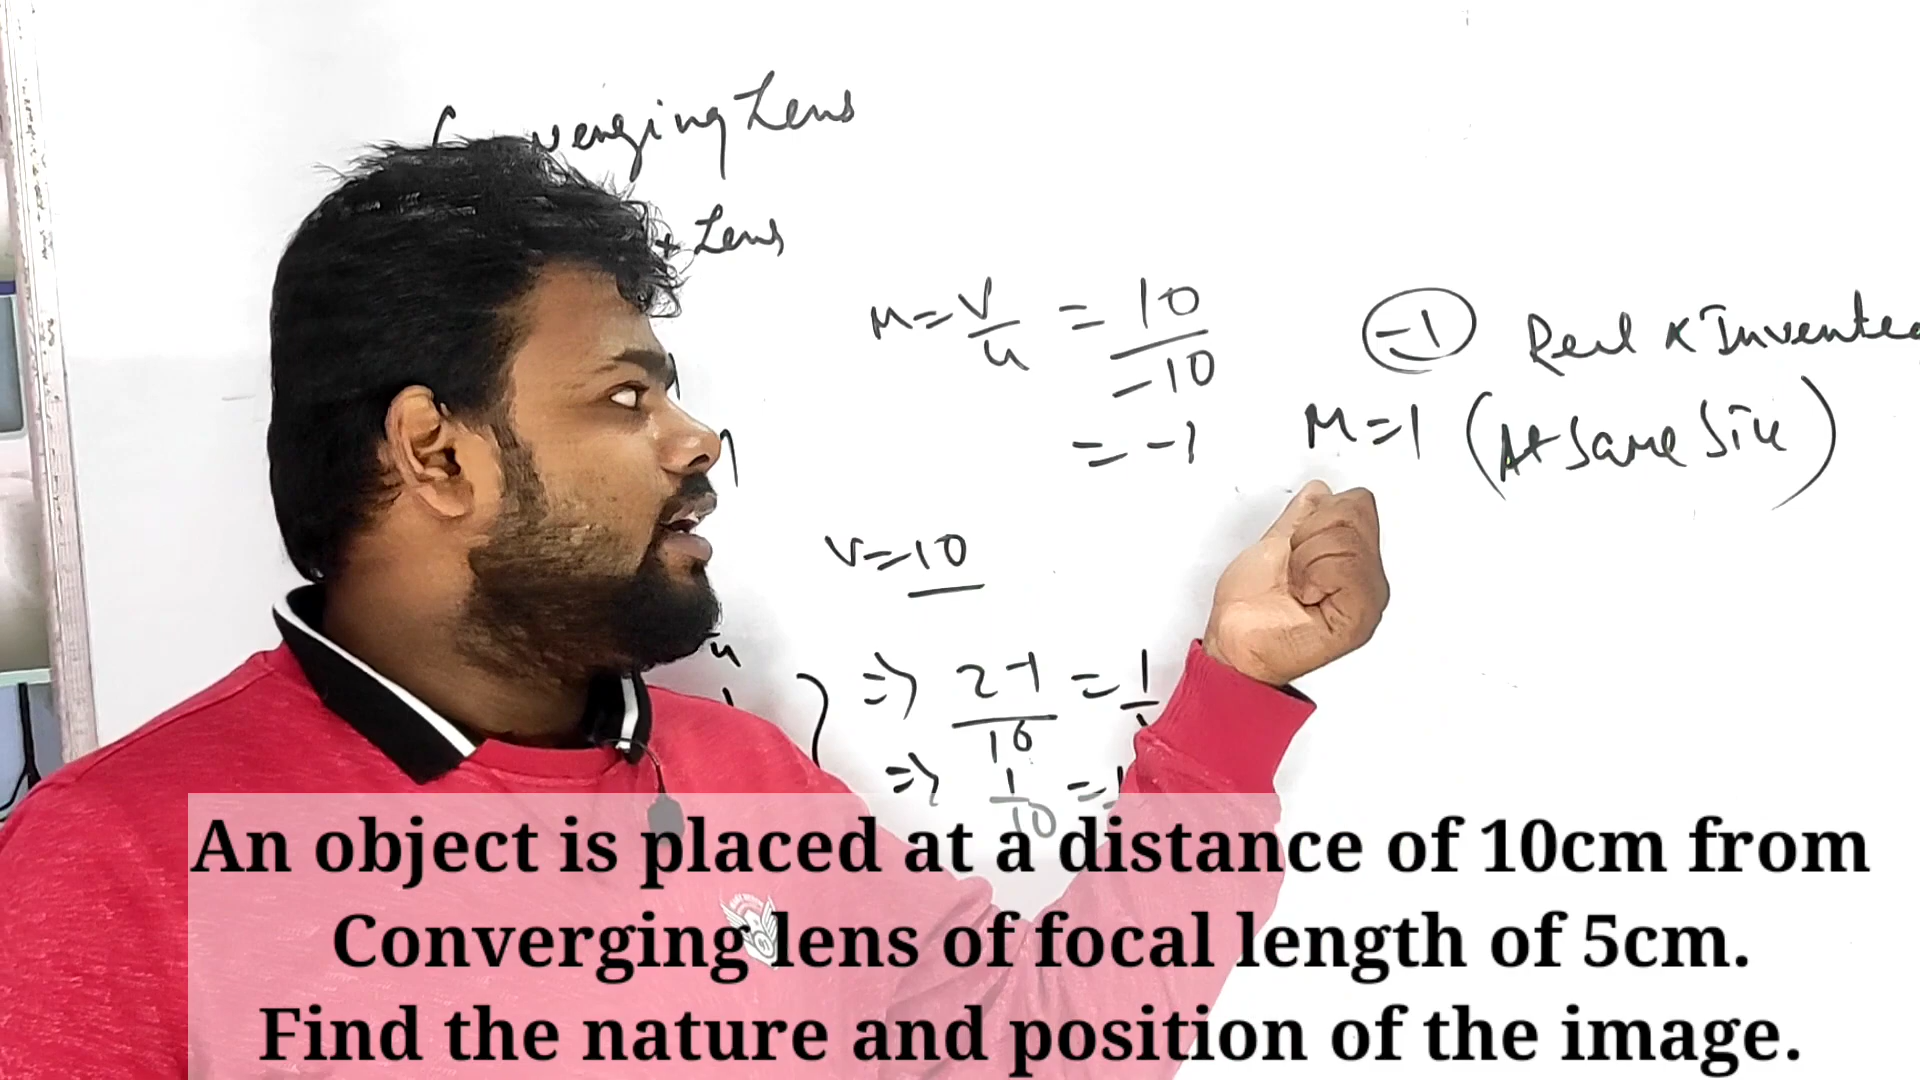 Converging Lens
Lens
M = V/u = 10/-10
= -1
-1 Real & Inverted
M = 1 (At Same Size)
V = 10
u
=> 2-1/10 = 1/
=> 1/10 = 1
An object is placed at a distance of 10cm from
Converging lens of focal length of 5cm.
Find the nature and position of the image.